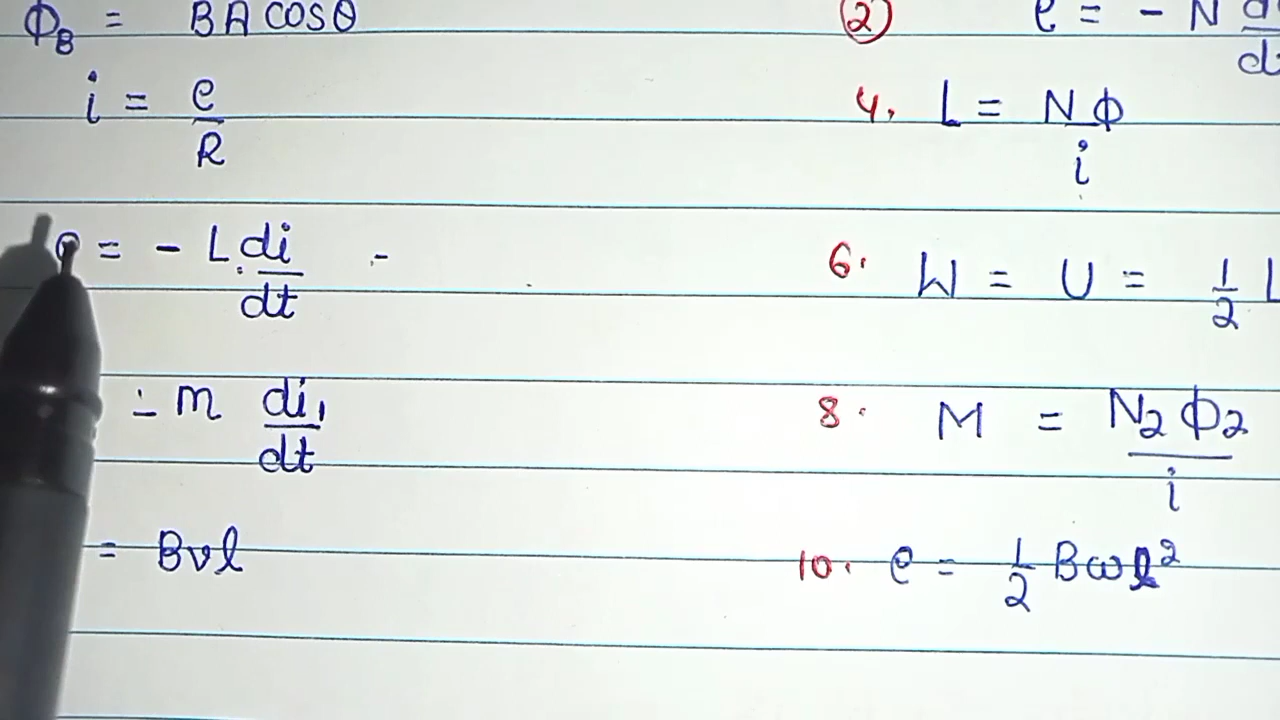 Φ_B = BA cosθ
② e = - N d
d
i = e/R
4. L = NΦ/i
e = - L di/dt -
6. W = U = 1/2 L
= m di₁/dt
8. M = N₂Φ₂/i
= Bvl
10. e = 1/2 Bωl²